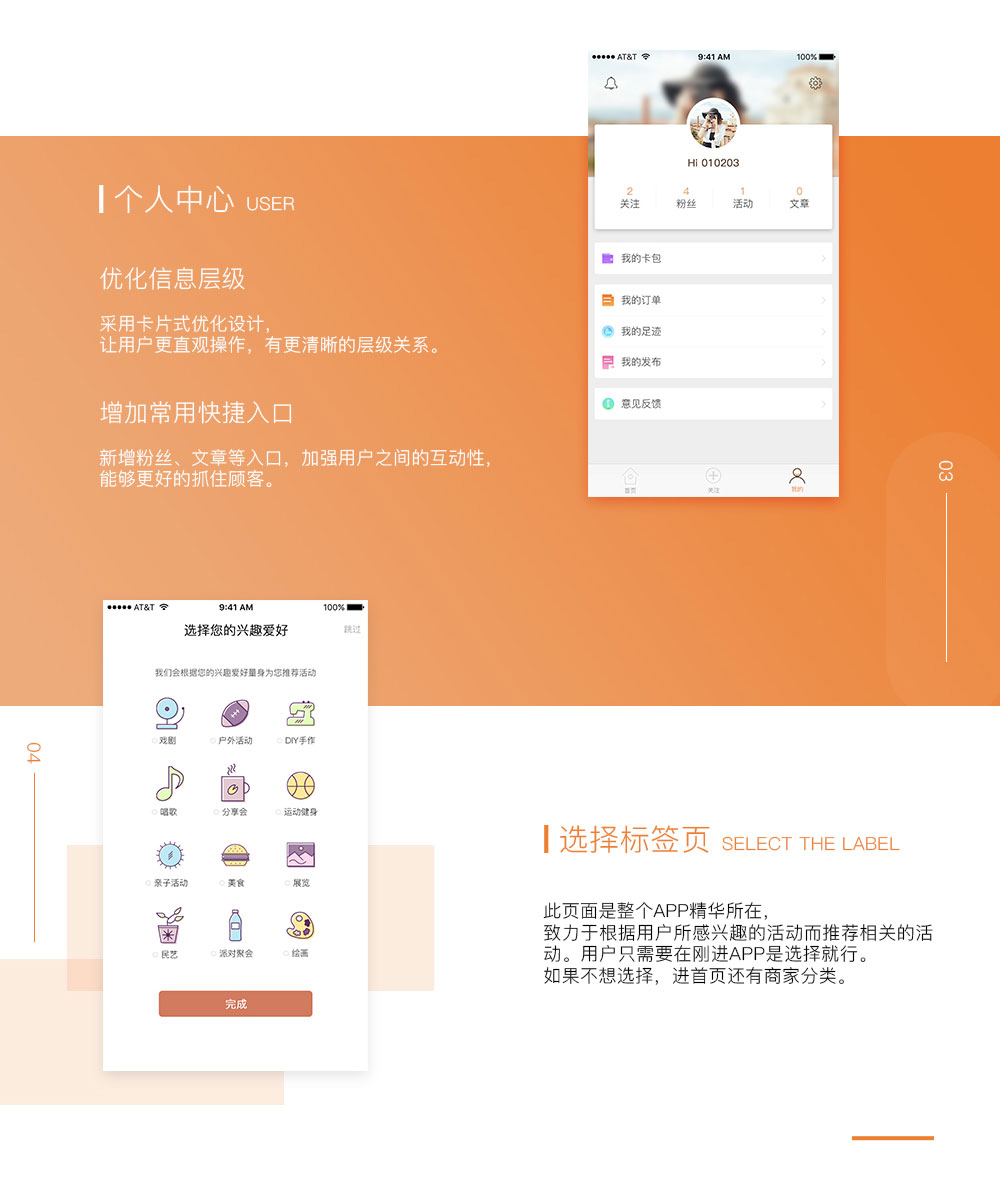 AT&T 9:41 AM 100%
Hi 010203
2 4 1 0
关注 粉丝 活动 文章
我的卡包
我的订单
我的足迹
我的发布
意见反馈
首页 关注 我的
个人中心 USER
优化信息层级
采用卡片式优化设计，
让用户更直观操作，有更清晰的层级关系。
增加常用快捷入口
新增粉丝、文章等入口，加强用户之间的互动性，
能够更好的抓住顾客。
03
AT&T 9:41 AM 100%
选择您的兴趣爱好 跳过
我们会根据您的兴趣爱好量身为您推荐活动
戏剧 户外活动 DIY手作
唱歌 分享会 运动健身
亲子活动 美食 展览
民艺 派对聚会 绘画
完成
04
选择标签页 SELECT THE LABEL
此页面是整个APP精华所在，
致力于根据用户所感兴趣的活动而推荐相关的活
动。用户只需要在刚进APP是选择就行。
如果不想选择，进首页还有商家分类。